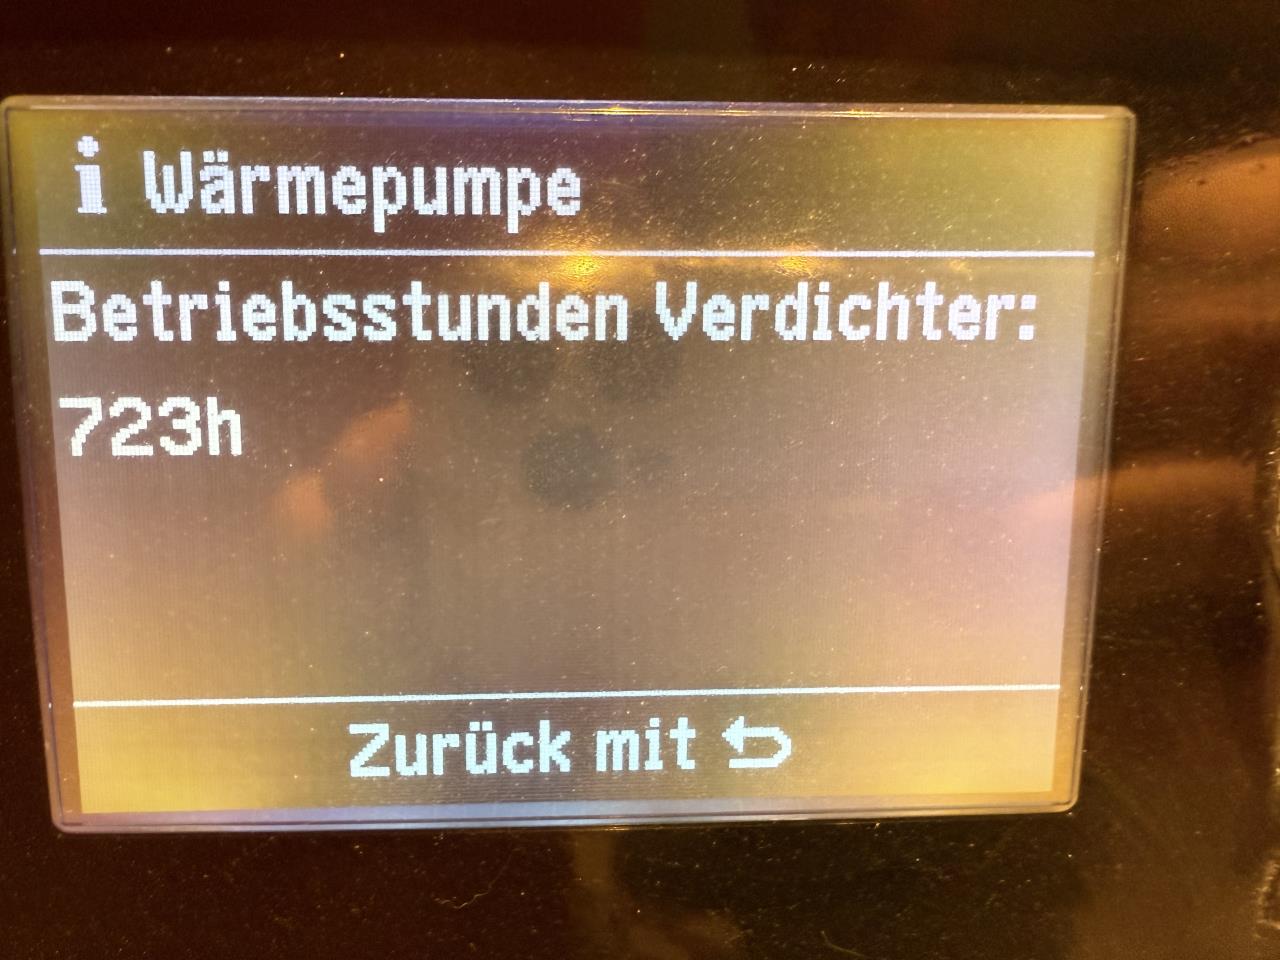 i Wärmepumpe
Betriebsstunden Verdichter:
723h
Zurück mit ⮌